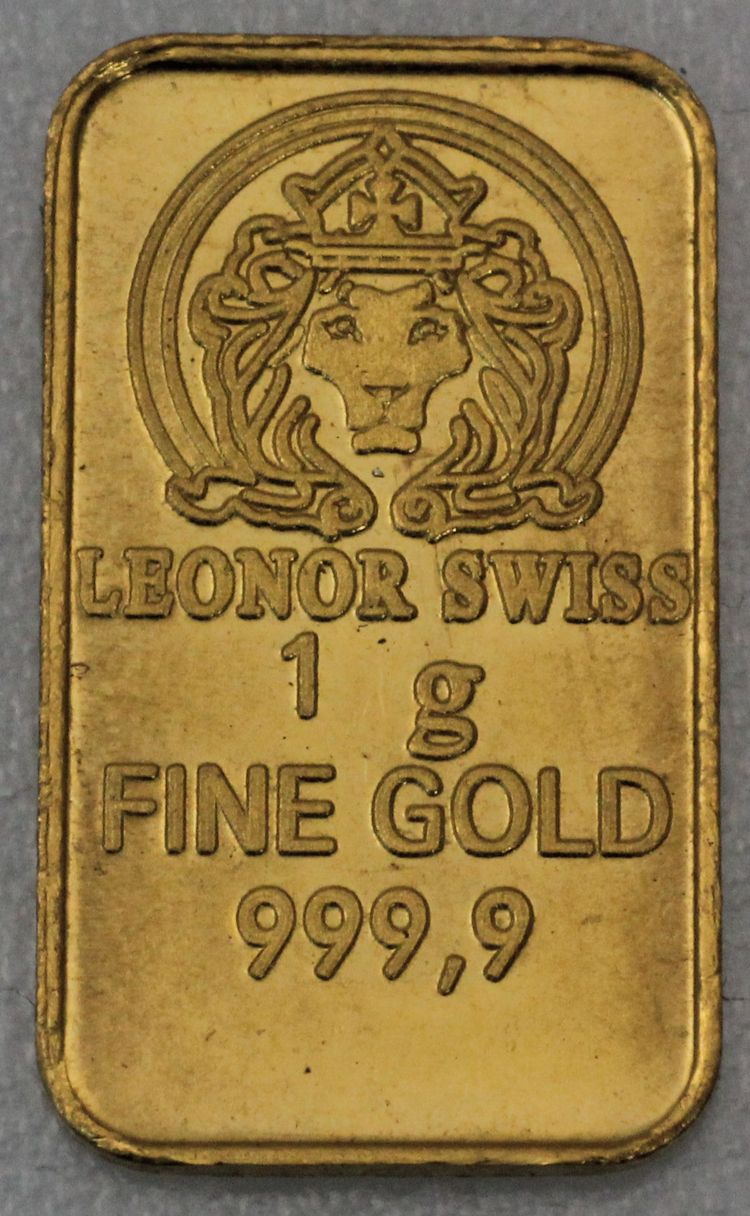 LEONOR SWISS
1 g
FINE GOLD
999,9